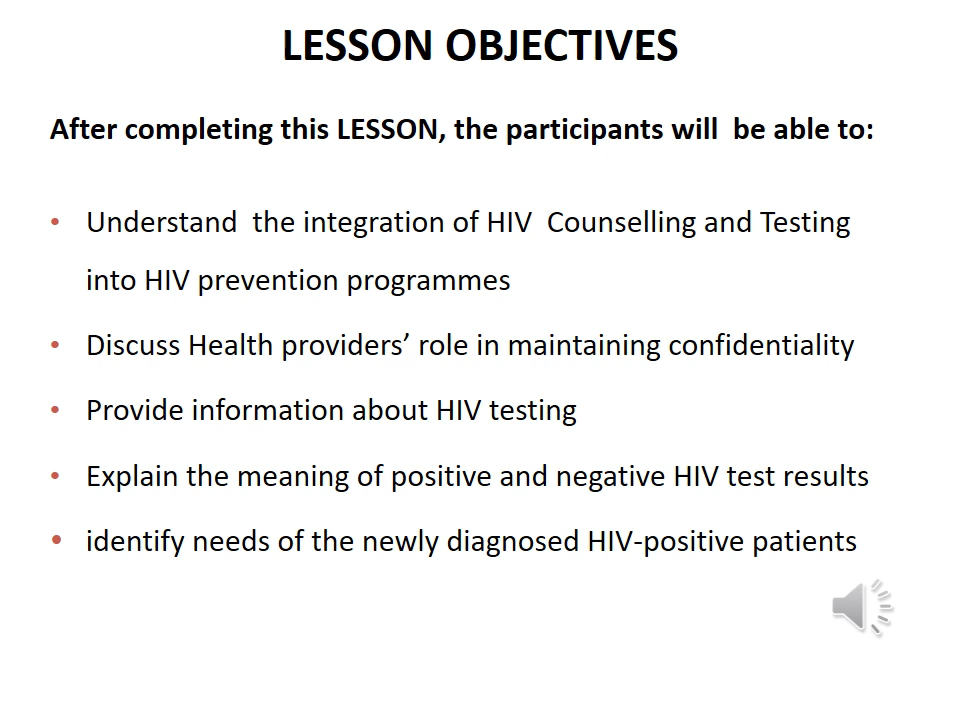 LESSON OBJECTIVES
After completing this LESSON, the participants will  be able to:
• Understand  the integration of HIV  Counselling and Testing
into HIV prevention programmes
• Discuss Health providers’ role in maintaining confidentiality
• Provide information about HIV testing
• Explain the meaning of positive and negative HIV test results
• identify needs of the newly diagnosed HIV-positive patients